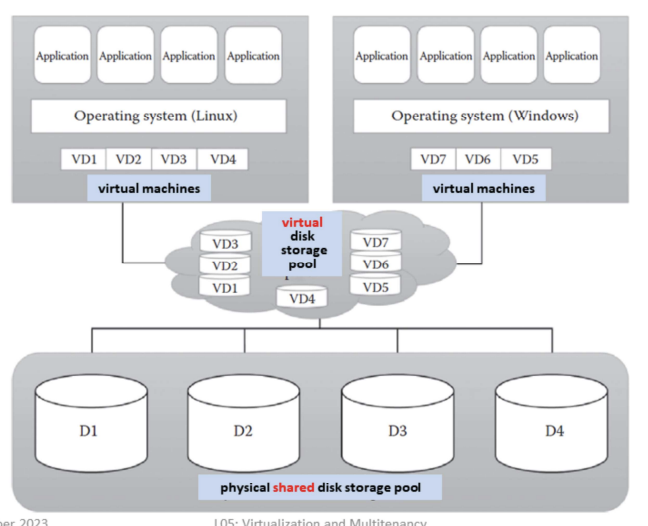 Application Application Application Application
Application Application Application Application
Operating system (Linux)
Operating system (Windows)
VD1 VD2 VD3 VD4
VD7 VD6 VD5
virtual machines
virtual machines
virtual
disk
storage
pool
VD3
VD2
VD1
VD4
VD7
VD6
VD5
D1 D2 D3 D4
physical shared disk storage pool
2023
L05: Virtualization and Multitenancy